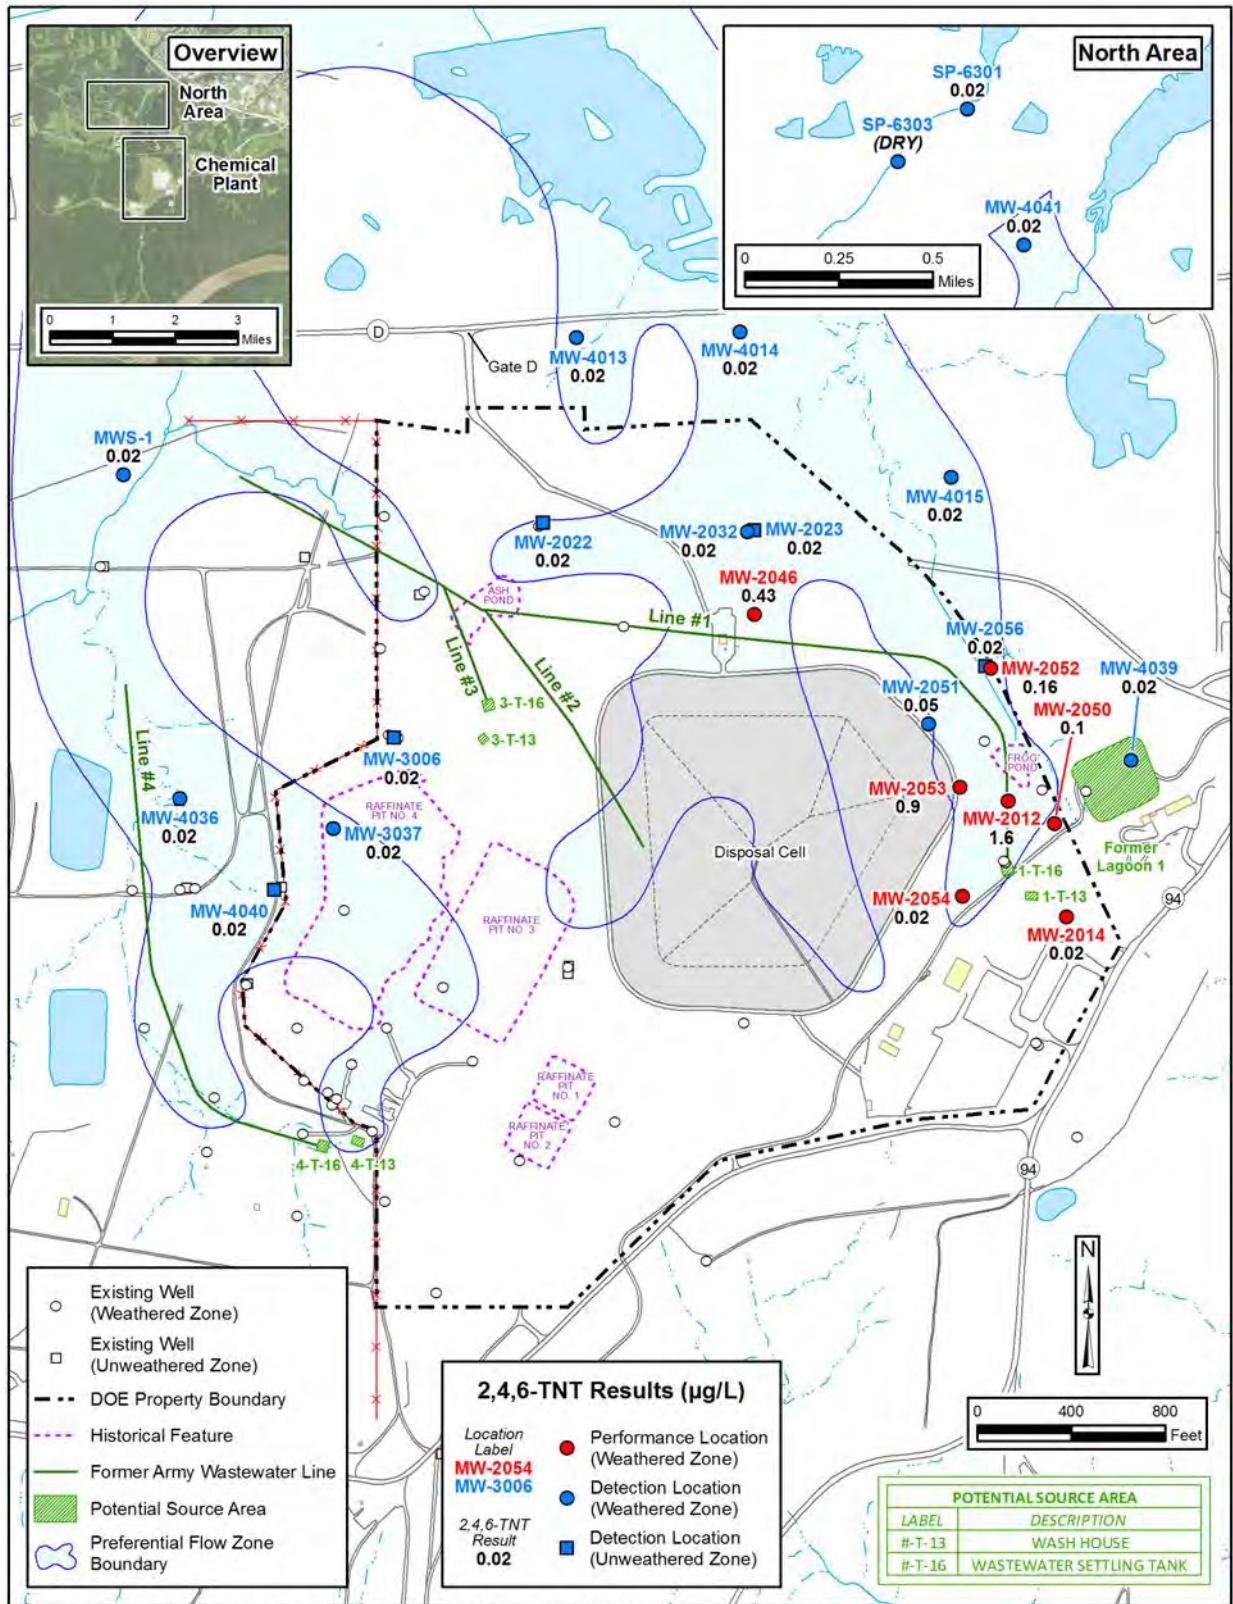 Overview
North
Area
Chemical
Plant
0 1 2 3
Miles
North Area
SP-6301
0.02
SP-6303
(DRY)
MW-4041
0.02
0 0.25 0.5
Miles
D
Gate D
MW-4013
0.02
MW-4014
0.02
MWS-1
0.02
MW-4015
0.02
MW-2022
0.02
MW-2032
0.02
MW-2023
0.02
MW-2046
0.43
ASH
POND
Line #1
Line #2
Line #3
Line #4
MW-2056
0.02
MW-2052
0.16
MW-4039
0.02
MW-2051
0.05
MW-2050
0.1
3-T-16
3-T-13
FROG
POND
MW-3006
0.02
RAFFINATE
PIT NO. 4
MW-2053
0.9
MW-4036
0.02
MW-3037
0.02
MW-2012
1.6
Disposal Cell
Former
Lagoon 1
1-T-16
1-T-13
94
MW-4040
0.02
RAFFINATE
PIT NO. 3
MW-2054
0.02
MW-2014
0.02
RAFFINATE
PIT
NO. 1
RAFFINATE
PIT
NO. 2
4-T-16
4-T-13
94
N
Existing Well
(Weathered Zone)
Existing Well
(Unweathered Zone)
DOE Property Boundary
Historical Feature
Former Army Wastewater Line
Potential Source Area
Preferential Flow Zone
Boundary
2,4,6-TNT Results (µg/L)
Location
Label
MW-2054
MW-3006
2,4,6-TNT
Result
0.02
Performance Location
(Weathered Zone)
Detection Location
(Weathered Zone)
Detection Location
(Unweathered Zone)
0 400 800
Feet
POTENTIAL SOURCE AREA
LABEL DESCRIPTION
#-T-13 WASH HOUSE
#-T-16 WASTEWATER SETTLING TANK